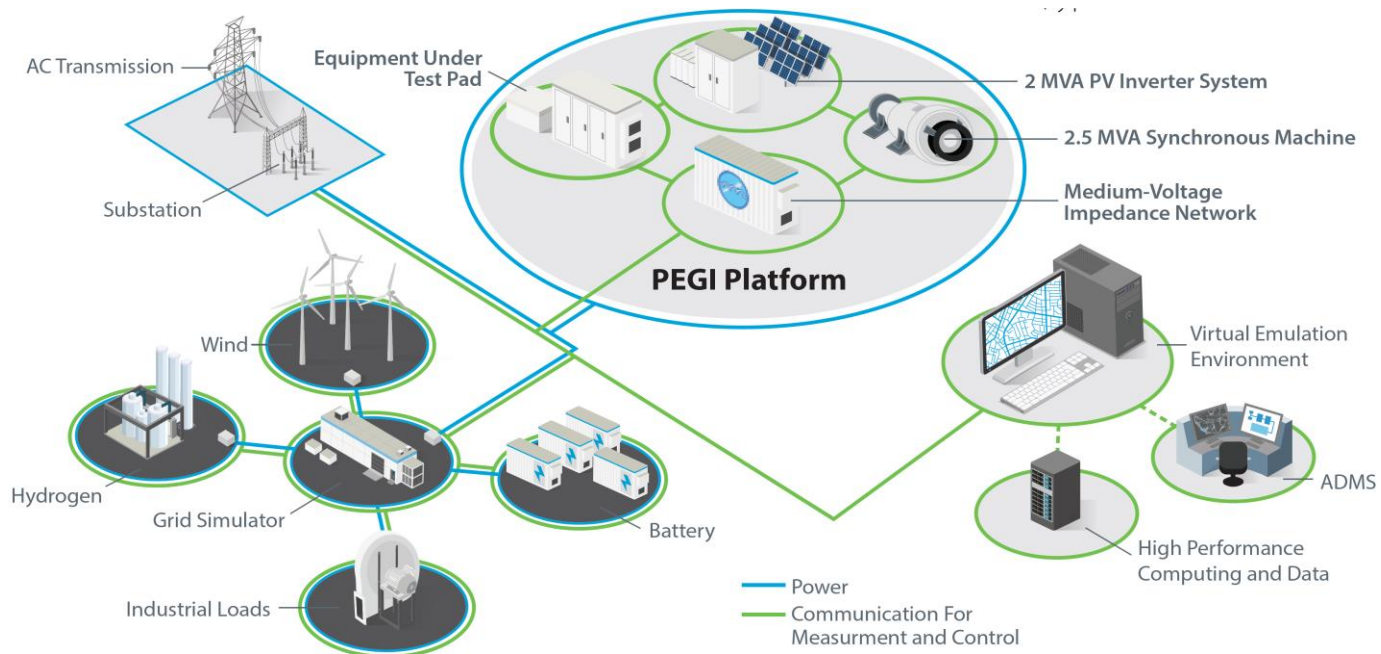 AC Transmission
Substation
Equipment Under
Test Pad
2 MVA PV Inverter System
2.5 MVA Synchronous Machine
Medium-Voltage
Impedance Network
PEGI Platform
Wind
Hydrogen
Grid Simulator
Battery
Industrial Loads
Virtual Emulation
Environment
ADMS
High Performance
Computing and Data
Power
Communication For
Measurment and Control